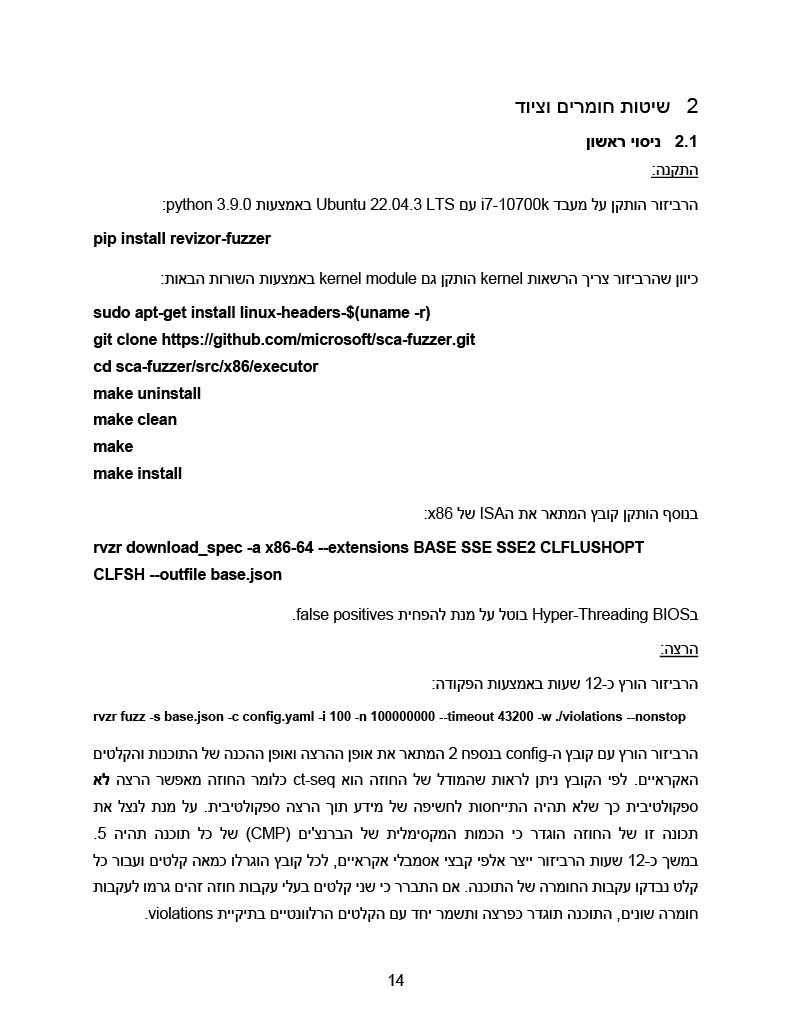 2 שיטות חומרים וציוד
2.1 ניסוי ראשון
התקנה:
הרביזור הותקן על מעבד i7-10700k עם Ubuntu 22.04.3 LTS באמצעות python 3.9.0:
pip install revizor-fuzzer
כיוון שהרביזור צריך הרשאות kernel הותקן גם kernel module באמצעות השורות הבאות:
sudo apt-get install linux-headers-$(uname -r)
git clone https://github.com/microsoft/sca-fuzzer.git
cd sca-fuzzer/src/x86/executor
make uninstall
make clean
make
make install
בנוסף הותקן קובץ המתאר את הISA של x86:
rvzr download_spec -a x86-64 --extensions BASE SSE SSE2 CLFLUSHOPT
CLFSH --outfile base.json
בHyper-Threading BIOS בוטל על מנת להפחית false positives.
הרצה:
הרביזור הורץ כ-12 שעות באמצעות הפקודה:
rvzr fuzz -s base.json -c config.yaml -i 100 -n 100000000 --timeout 43200 -w ./violations --nonstop
הרביזור הורץ עם קובץ ה-config בנספח 2 המתאר את אופן ההרצה ואופן ההכנה של התוכנות והקלטים
האקראיים. לפי הקובץ ניתן לראות שהמודל של החוזה הוא ct-seq כלומר החוזה מאפשר הרצה לא
ספקולטיבית כך שלא תהיה התייחסות לחשיפה של מידע תוך הרצה ספקולטיבית. על מנת לנצל את
תכונה זו של החוזה הוגדר כי הכמות המקסימלית של הברנצ'ים (CMP) של כל תוכנה תהיה 5.
במשך כ-12 שעות הרביזור ייצר אלפי קבצי אסמבלי אקראיים, לכל קובץ הוגרלו כמאה קלטים ועבור כל
קלט נבדקו עקבות החומרה של התוכנה. אם התברר כי שני קלטים בעלי עקבות חוזה זהים גרמו לעקבות
חומרה שונים, התוכנה תוגדר כפרצה ותשמר יחד עם הקלטים הרלוונטיים בתיקיית violations.
14